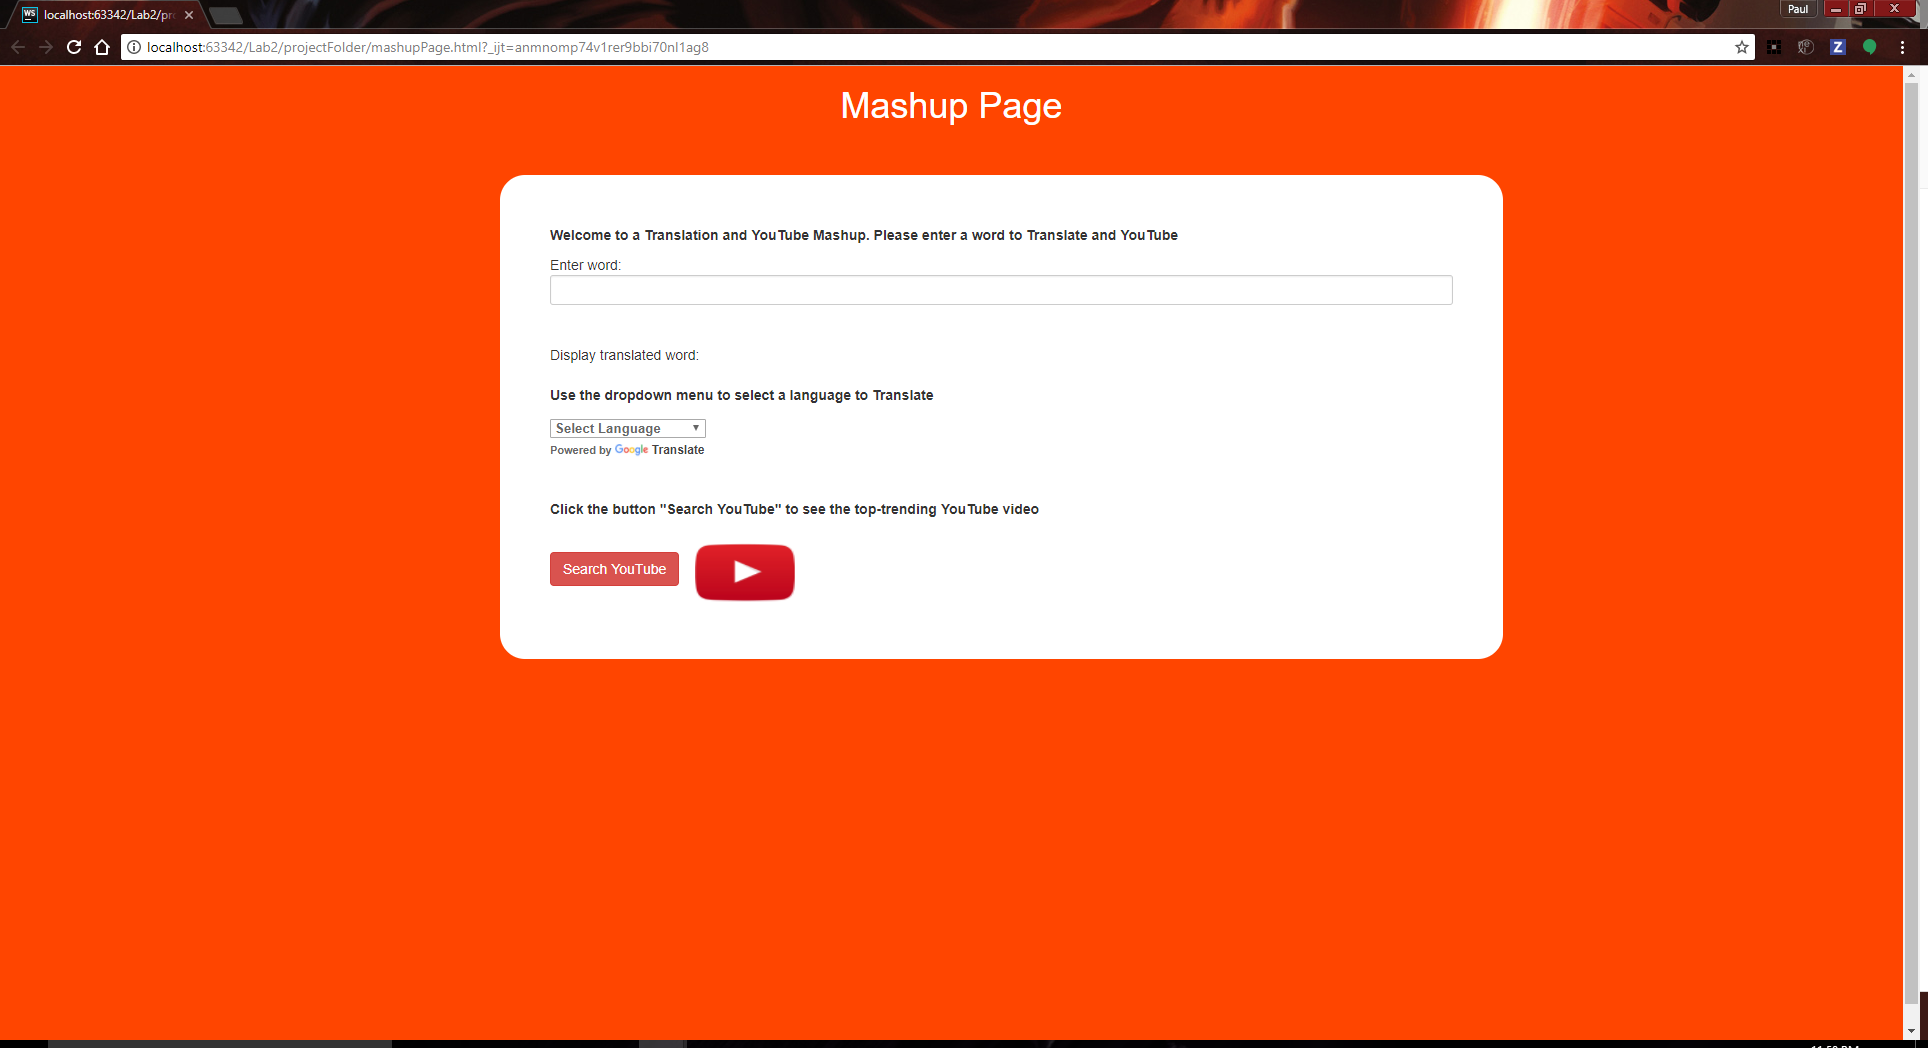 WS localhost:63342/Lab2/pr
Paul
localhost:63342/Lab2/projectFolder/mashupPage.html?_ijt=anmnomp74v1rer9bbi70nl1ag8
Z
Mashup Page
Welcome to a Translation and YouTube Mashup. Please enter a word to Translate and YouTube
Enter word:
Display translated word:
Use the dropdown menu to select a language to Translate
Select Language
Powered by Google Translate
Click the button "Search YouTube" to see the top-trending YouTube video
Search YouTube